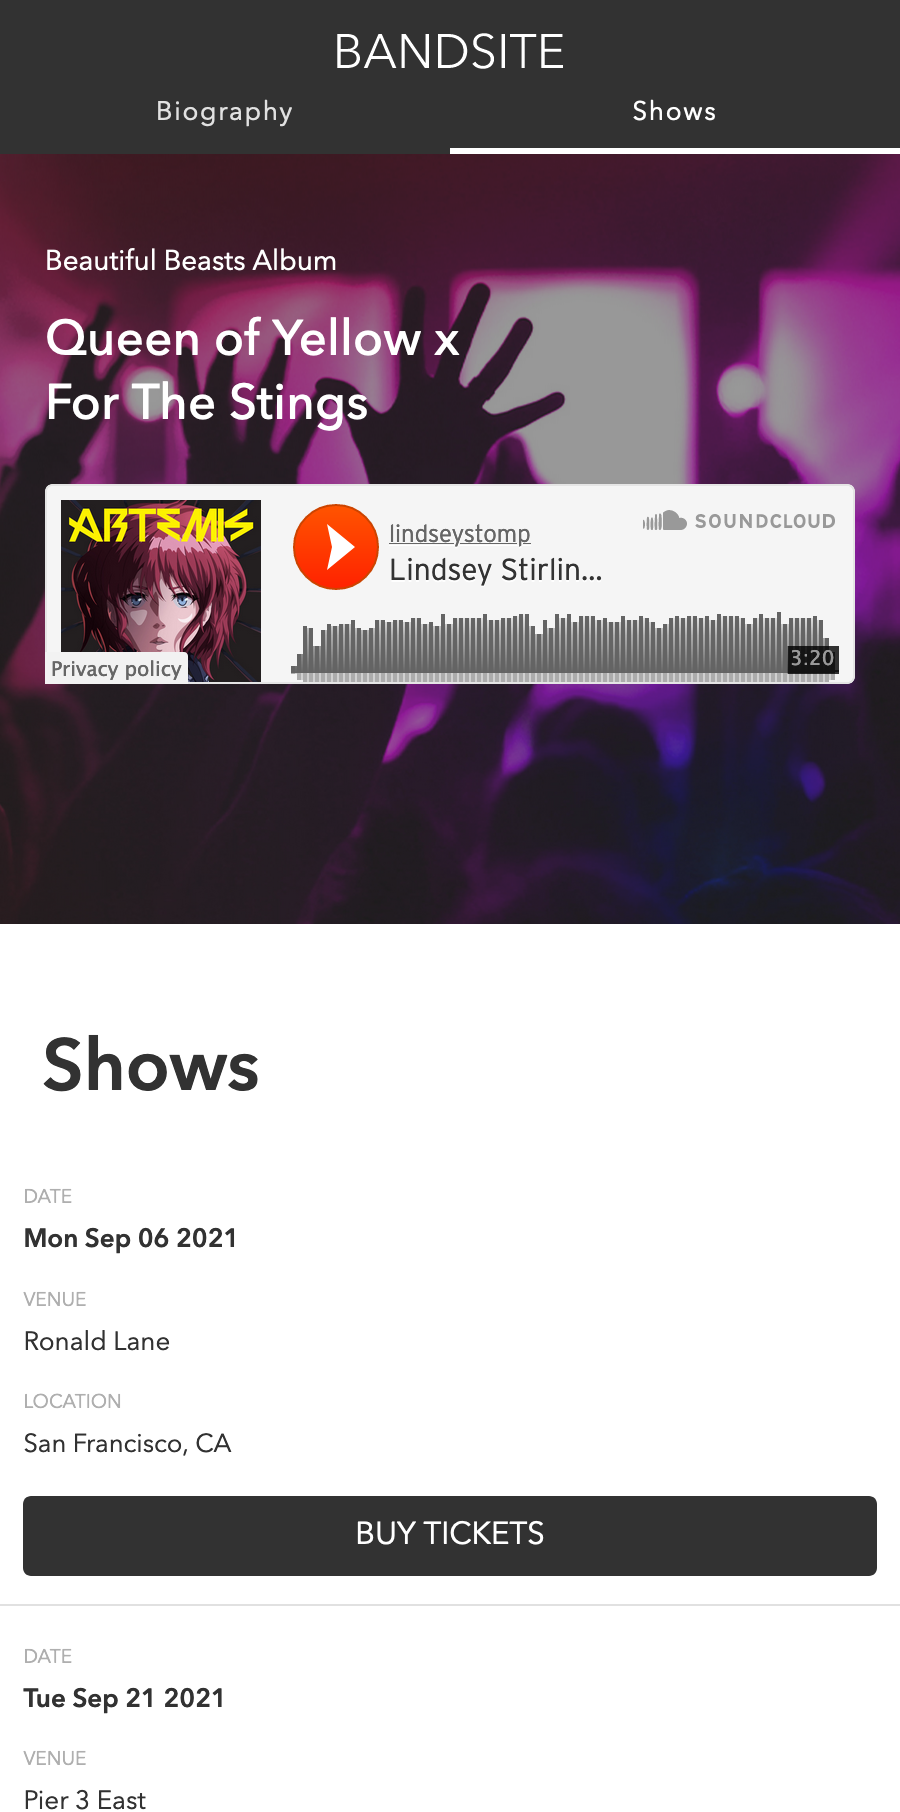 BANDSITE
Biography
Shows
Beautiful Beasts Album
Queen of Yellow x
For The Stings
ARTEMIS
lindseystomp
Lindsey Stirlin...
SOUNDCLOUD
Privacy policy
3:20
Shows
DATE
Mon Sep 06 2021
VENUE
Ronald Lane
LOCATION
San Francisco, CA
BUY TICKETS
DATE
Tue Sep 21 2021
VENUE
Pier 3 East